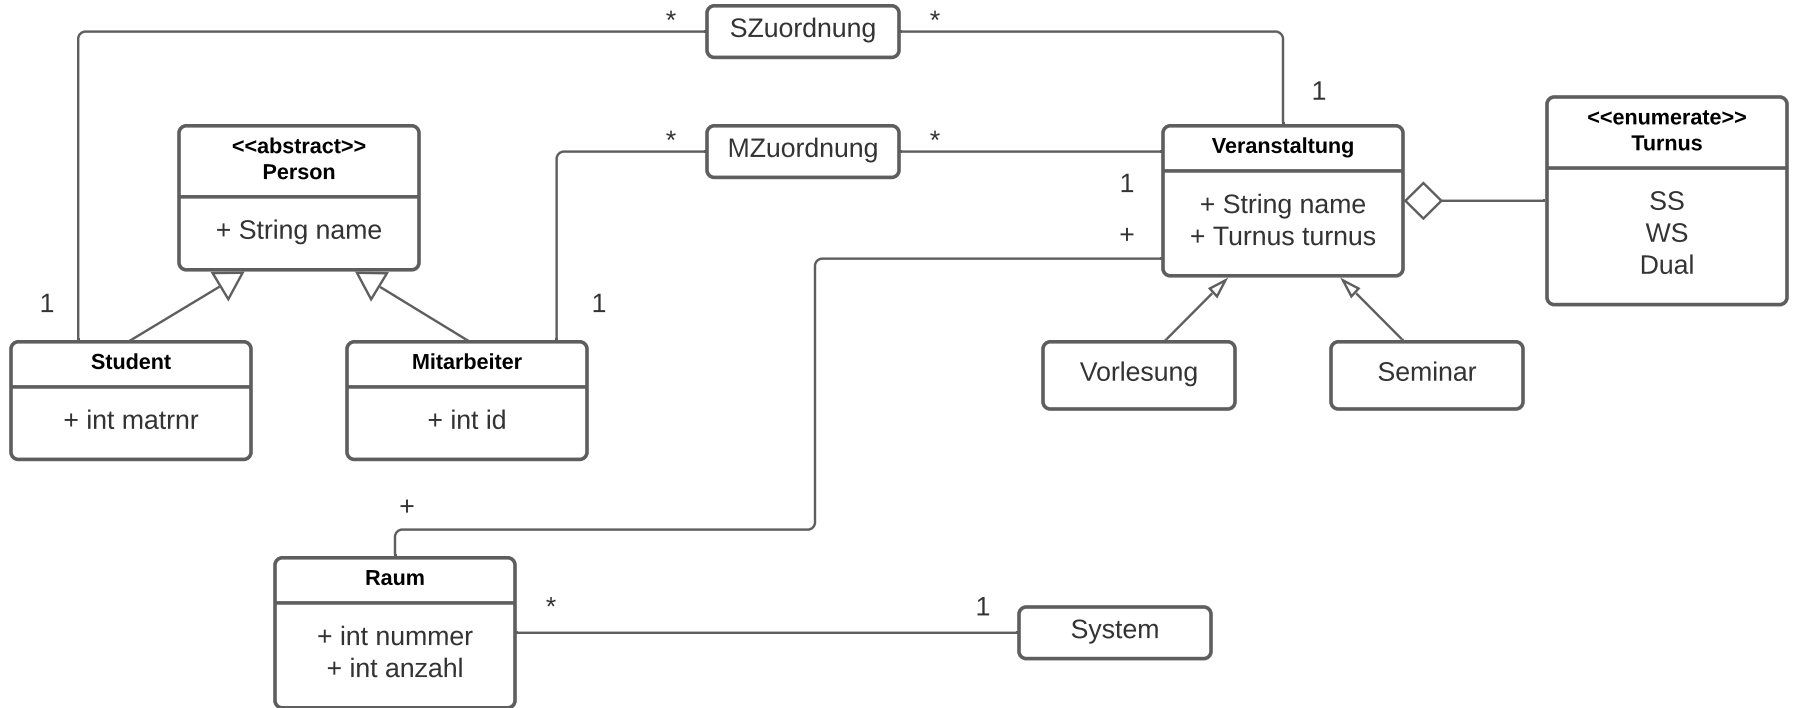 *
SZuordnung
*
1
<<abstract>>
Person
+ String name
*
MZuordnung
*
1
+
Veranstaltung
+ String name
+ Turnus turnus
<<enumerate>>
Turnus
SS
WS
Dual
1
1
Student
+ int matrnr
Mitarbeiter
+ int id
Vorlesung
Seminar
+
Raum
+ int nummer
+ int anzahl
*
1
System